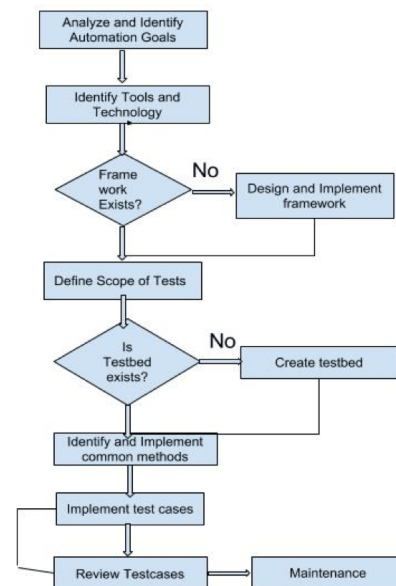 Analyze and Identify
Automation Goals
Identify Tools and
Technology
Frame
work
Exists?
No
Design and Implement
framework
Define Scope of Tests
Is
Testbed
exists?
No
Create testbed
Identify and Implement
common methods
Implement test cases
Review Testcases
Maintenance